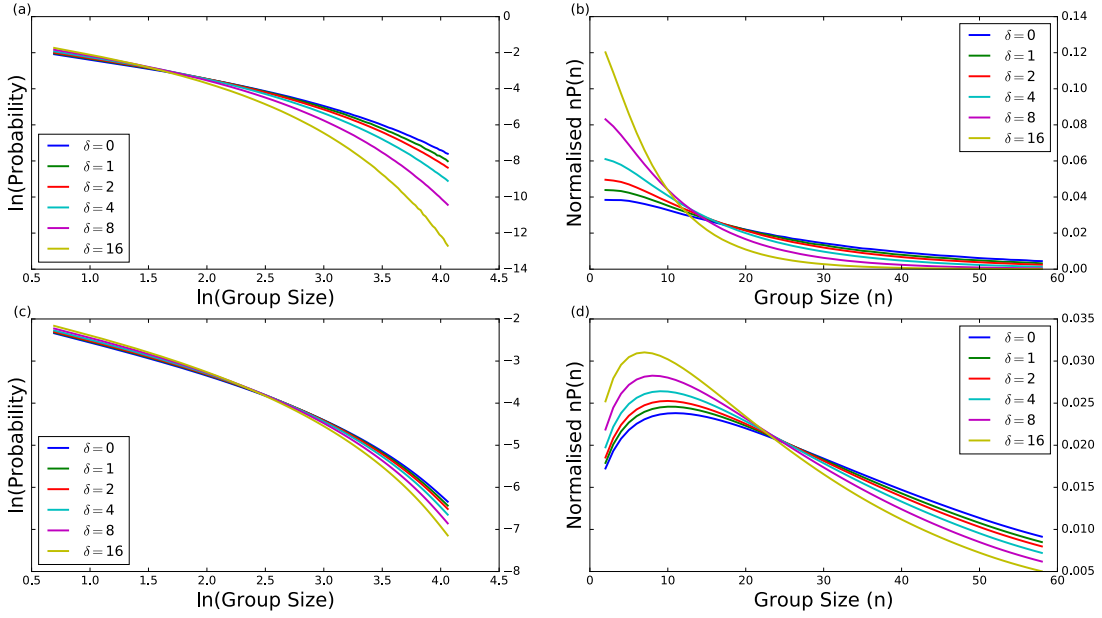 (a)
ln(Probability)
0
−2
−4
−6
−8
−10
−12
−14
δ = 0
δ = 1
δ = 2
δ = 4
δ = 8
δ = 16
0.5 1.0 1.5 2.0 2.5 3.0 3.5 4.0 4.5
ln(Group Size)
(b)
Normalised nP(n)
0.14
0.12
0.10
0.08
0.06
0.04
0.02
0.00
δ = 0
δ = 1
δ = 2
δ = 4
δ = 8
δ = 16
0 10 20 30 40 50 60
Group Size (n)
(c)
ln(Probability)
−2
−3
−4
−5
−6
−7
−8
δ = 0
δ = 1
δ = 2
δ = 4
δ = 8
δ = 16
0.5 1.0 1.5 2.0 2.5 3.0 3.5 4.0 4.5
ln(Group Size)
(d)
Normalised nP(n)
0.035
0.030
0.025
0.020
0.015
0.010
0.005
δ = 0
δ = 1
δ = 2
δ = 4
δ = 8
δ = 16
0 10 20 30 40 50 60
Group Size (n)